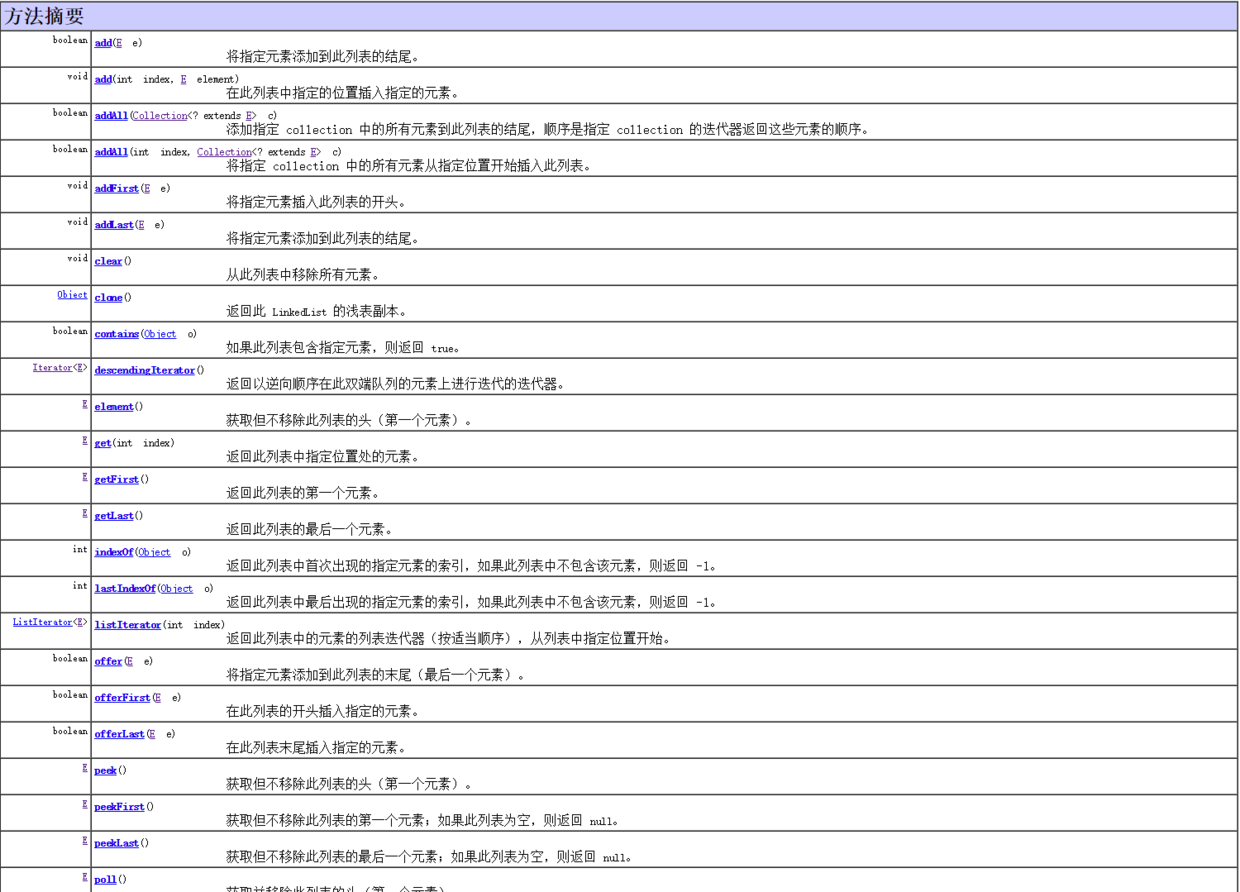 方法摘要
boolean add(E e)
将指定元素添加到此列表的结尾。
void add(int index, E element)
在此列表中指定的位置插入指定的元素。
boolean addAll(Collection<? extends E> c)
添加指定 collection 中的所有元素到此列表的结尾，顺序是指定 collection 的迭代器返回这些元素的顺序。
boolean addAll(int index, Collection<? extends E> c)
将指定 collection 中的所有元素从指定位置开始插入此列表。
void addFirst(E e)
将指定元素插入此列表的开头。
void addLast(E e)
将指定元素添加到此列表的结尾。
void clear()
从此列表中移除所有元素。
Object clone()
返回此 LinkedList 的浅表副本。
boolean contains(Object o)
如果此列表包含指定元素，则返回 true。
Iterator<E> descendingIterator()
返回以逆向顺序在此双端队列的元素上进行迭代的迭代器。
E element()
获取但不移除此列表的头（第一个元素）。
E get(int index)
返回此列表中指定位置处的元素。
E getFirst()
返回此列表的第一个元素。
E getLast()
返回此列表的最后一个元素。
int indexOf(Object o)
返回此列表中首次出现的指定元素的索引，如果此列表中不包含该元素，则返回 -1。
int lastIndexOf(Object o)
返回此列表中最后出现的指定元素的索引，如果此列表中不包含该元素，则返回 -1。
ListIterator<E> listIterator(int index)
返回此列表中的元素的列表迭代器（按适当顺序），从列表中指定位置开始。
boolean offer(E e)
将指定元素添加到此列表的末尾（最后一个元素）。
boolean offerFirst(E e)
在此列表的开头插入指定的元素。
boolean offerLast(E e)
在此列表末尾插入指定的元素。
E peek()
获取但不移除此列表的头（第一个元素）。
E peekFirst()
获取但不移除此列表的第一个元素；如果此列表为空，则返回 null。
E peekLast()
获取但不移除此列表的最后一个元素；如果此列表为空，则返回 null。
E poll()
获取并移除此列表的头（第一个元素）